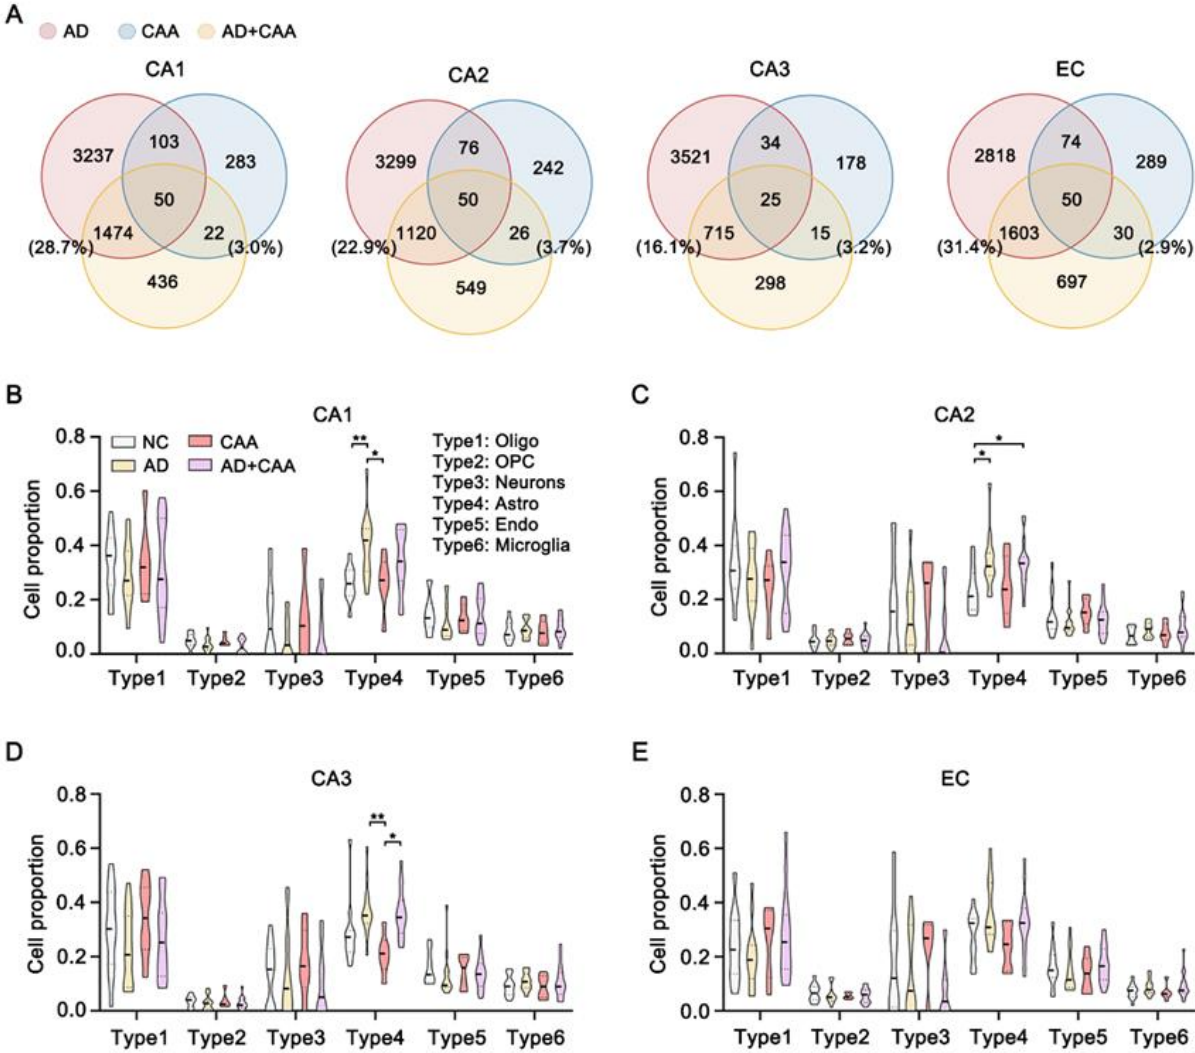 A
AD CAA AD+CAA
CA1 CA2 CA3 EC
3237 103 283 3299 76 242 3521 34 178 2818 74 289
50 50 25 50
1474 22 1120 26 715 15 1603 30
(28.7%) (3.0%) (22.9%) (3.7%) (16.1%) (3.2%) (31.4%) (2.9%)
436 549 298 697
B
CA1
Cell proportion
0.8
0.6
0.4
0.2
0.0
NC CAA
AD AD+CAA
** *
Type1: Oligo
Type2: OPC
Type3: Neurons
Type4: Astro
Type5: Endo
Type6: Microglia
Type1 Type2 Type3 Type4 Type5 Type6
C
CA2
Cell proportion
0.8
0.6
0.4
0.2
0.0
*
*
Type1 Type2 Type3 Type4 Type5 Type6
D
CA3
Cell proportion
0.8
0.6
0.4
0.2
0.0
**
*
Type1 Type2 Type3 Type4 Type5 Type6
E
EC
Cell proportion
0.8
0.6
0.4
0.2
0.0
Type1 Type2 Type3 Type4 Type5 Type6